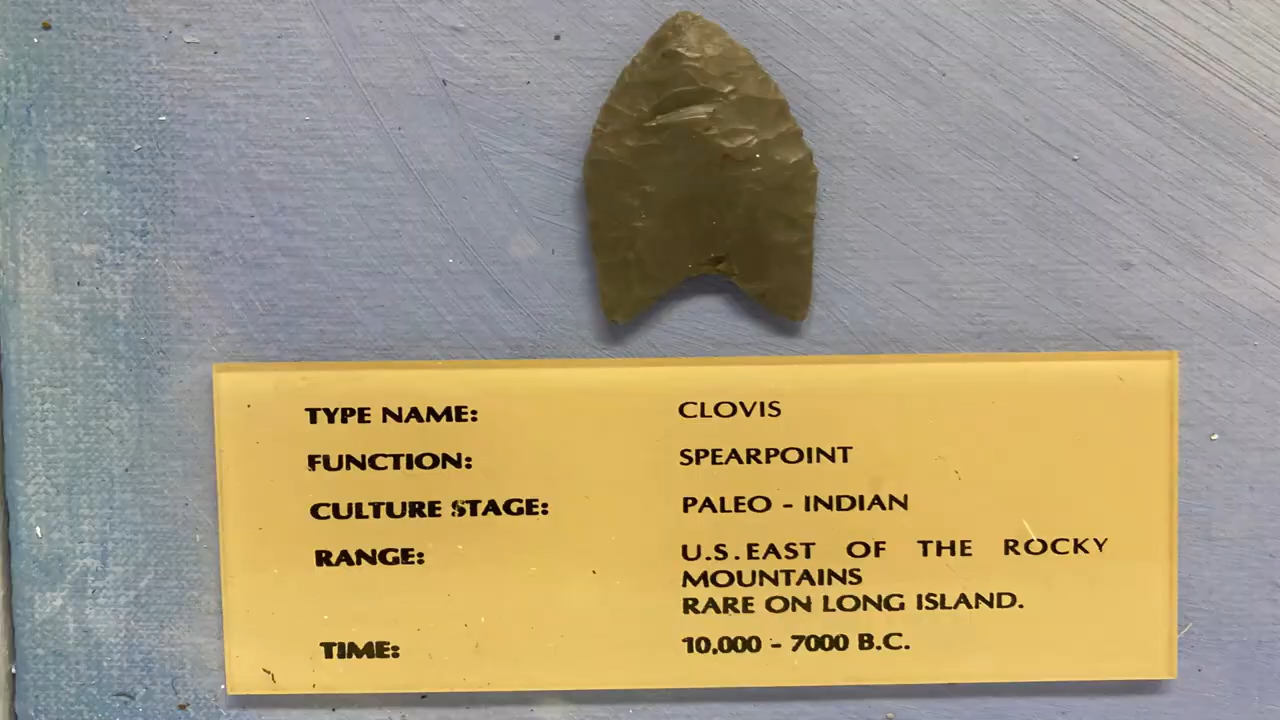 TYPE NAME: CLOVIS
FUNCTION: SPEARPOINT
CULTURE STAGE: PALEO - INDIAN
RANGE: U.S. EAST OF THE ROCKY
MOUNTAINS
RARE ON LONG ISLAND.
TIME: 10,000 - 7000 B.C.